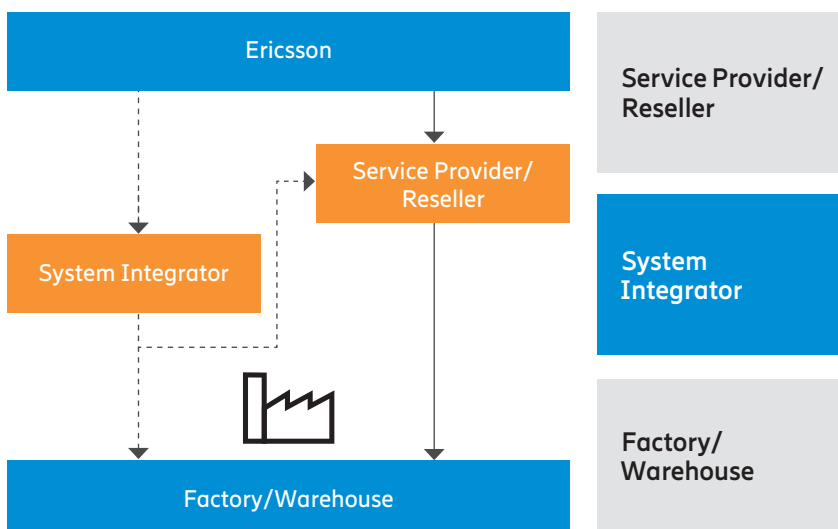 Ericsson
Service Provider/
Reseller
System Integrator
Factory/Warehouse
Service Provider/
Reseller
System
Integrator
Factory/
Warehouse